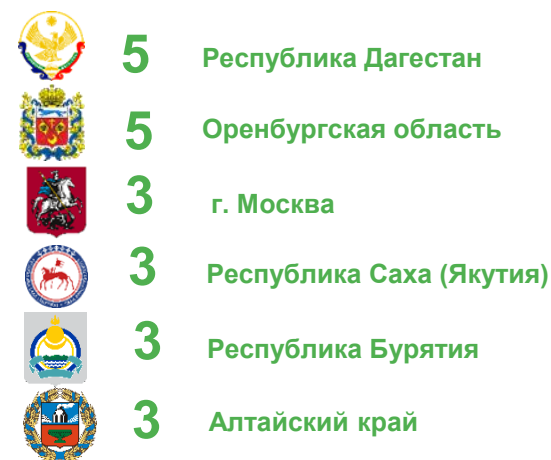 5 Республика Дагестан
5 Оренбургская область
3 г. Москва
3 Республика Саха (Якутия)
3 Республика Бурятия
3 Алтайский край